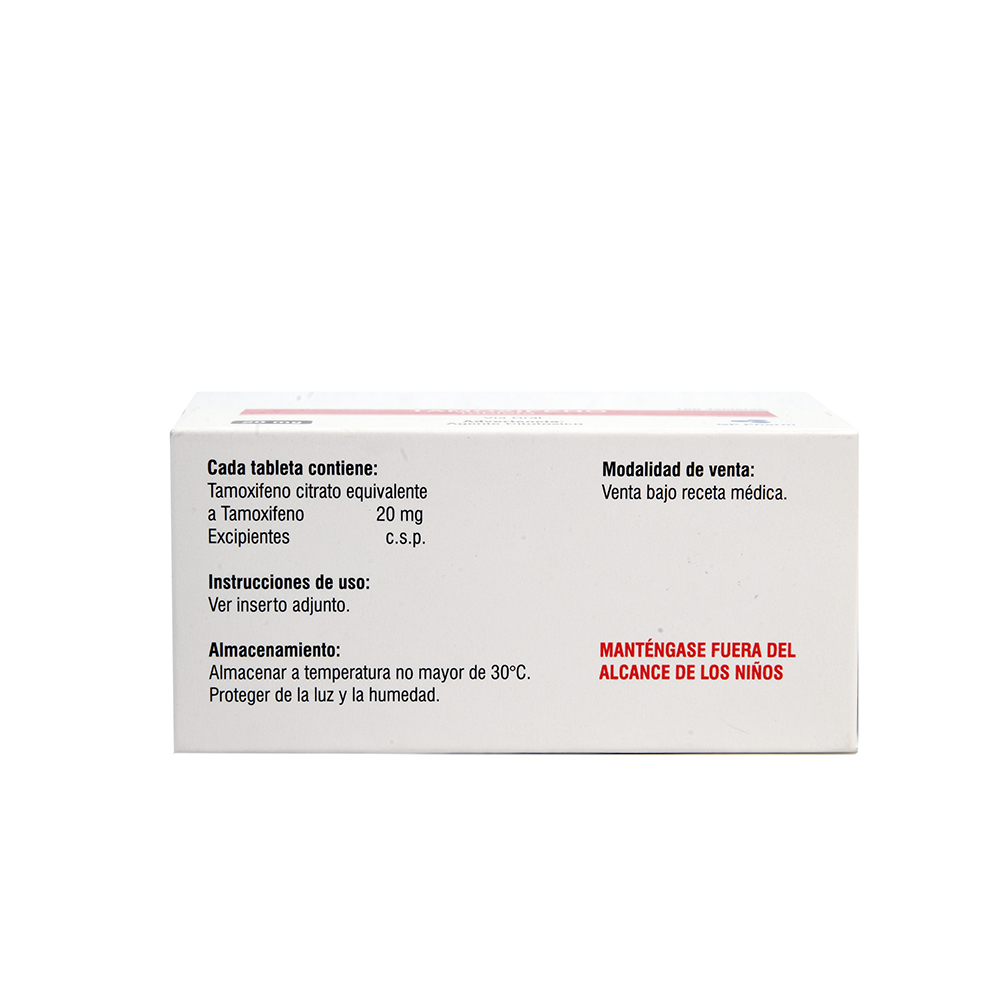 Cada tableta contiene:
Tamoxifeno citrato equivalente
a Tamoxifeno 20 mg
Excipientes c.s.p.
Instrucciones de uso:
Ver inserto adjunto.
Almacenamiento:
Almacenar a temperatura no mayor de 30°C.
Proteger de la luz y la humedad.
Modalidad de venta:
Venta bajo receta médica.
MANTÉNGASE FUERA DEL
ALCANCE DE LOS NIÑOS